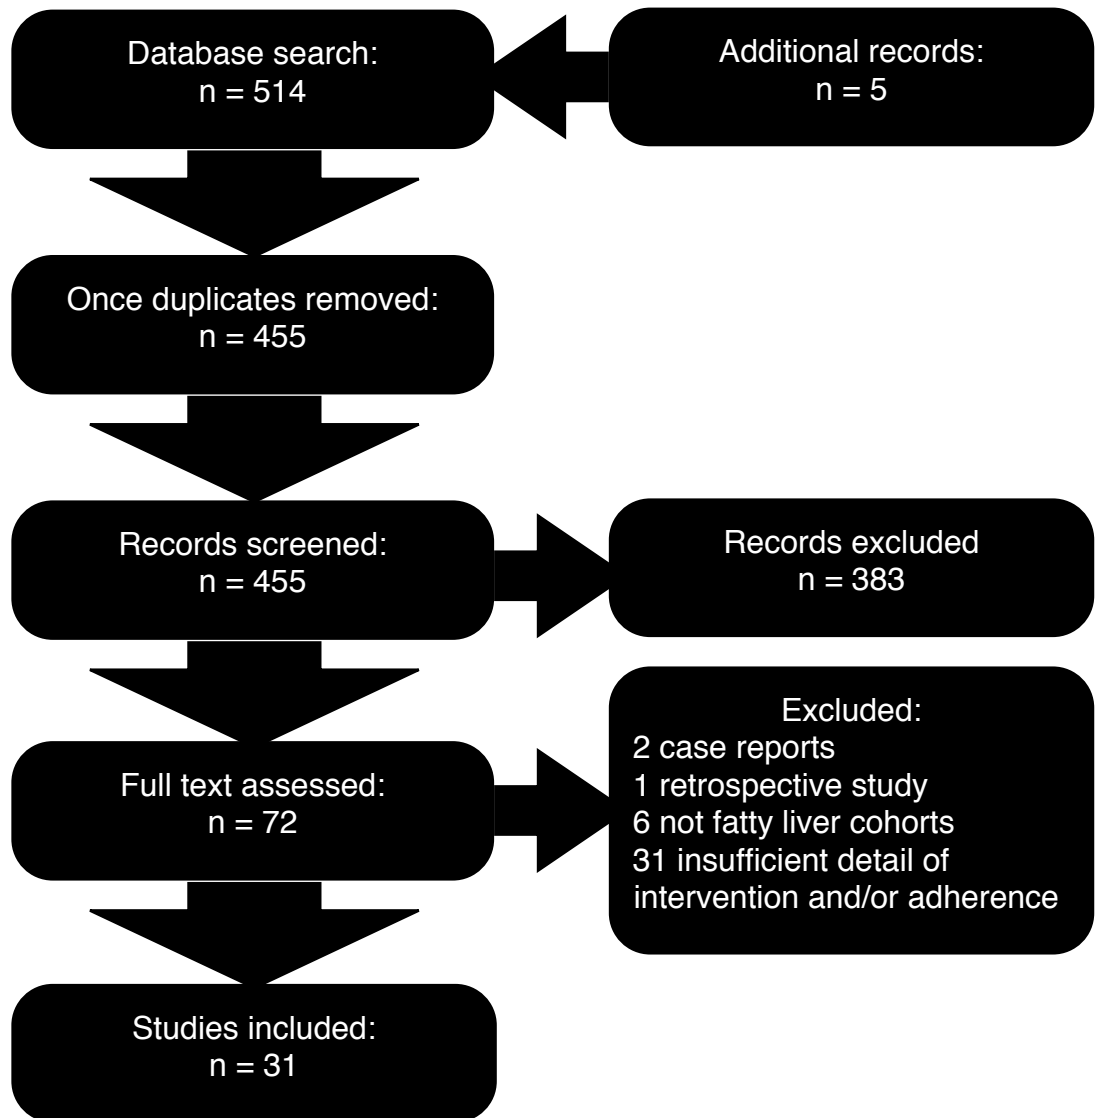 Database search:
n = 514
Additional records:
n = 5
Once duplicates removed:
n = 455
Records screened:
n = 455
Records excluded
n = 383
Full text assessed:
n = 72
Excluded:
2 case reports
1 retrospective study
6 not fatty liver cohorts
31 insufficient detail of
intervention and/or adherence
Studies included:
n = 31